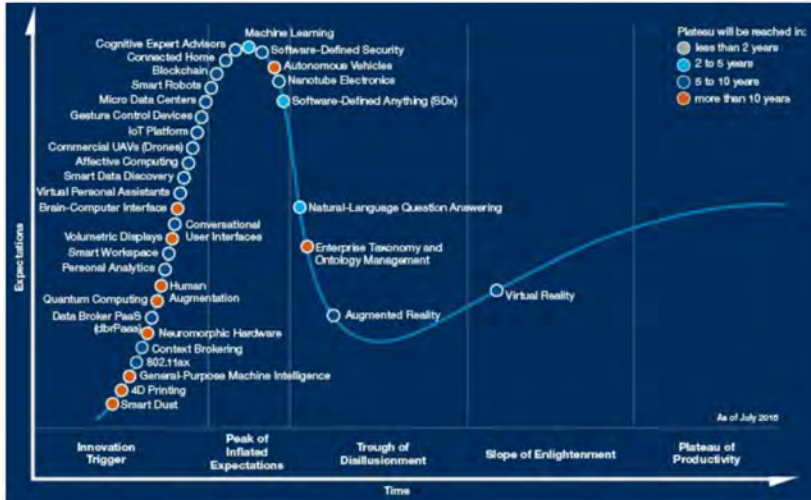 Machine Learning
Cognitive Expert Advisors
Software-Defined Security
Connected Home
Autonomous Vehicles
Blockchain
Nanotube Electronics
Smart Robots
Micro Data Centers
Software-Defined Anything (SDx)
Gesture Control Devices
IoT Platform
Commercial UAVs (Drones)
Affective Computing
Smart Data Discovery
Virtual Personal Assistants
Brain-Computer Interface
Natural-Language Question Answering
Conversational
User Interfaces
Volumetric Displays
Enterprise Taxonomy and
Ontology Management
Smart Workspace
Personal Analytics
Human
Augmentation
Quantum Computing
Data Broker PaaS
(dbrPaas)
Neuromorphic Hardware
Context Brokering
802.11ax
General-Purpose Machine Intelligence
4D Printing
Smart Dust
Augmented Reality
Virtual Reality
Plateau will be reached in:
less than 2 years
2 to 5 years
5 to 10 years
more than 10 years
As of July 2016
Expectations
Innovation
Trigger
Peak of
Inflated
Expectations
Trough of
Disillusionment
Slope of Enlightenment
Plateau of
Productivity
Time